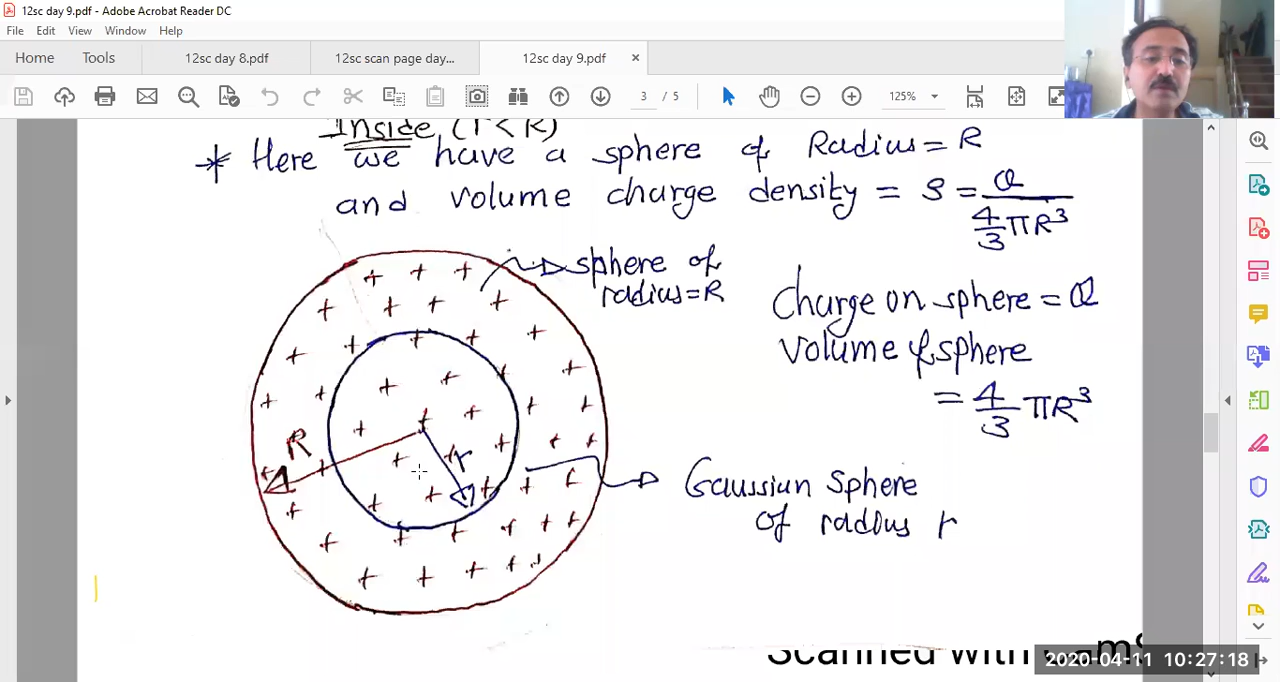 12sc day 9.pdf - Adobe Acrobat Reader DC
File Edit View Window Help
Home Tools 12sc day 8.pdf 12sc scan page day... 12sc day 9.pdf ×
3 / 5 125%
Inside, (r < R)
* Here we have a sphere of Radius = R
and volume charge density = ρ = Q / 4/3 πR³
sphere of
radius = R
Charge on sphere = Q
Volume of sphere
= 4/3 πR³
R
r
Gaussian Sphere
of radius r
Scanned with CamS
2020-04-11 10:27:18